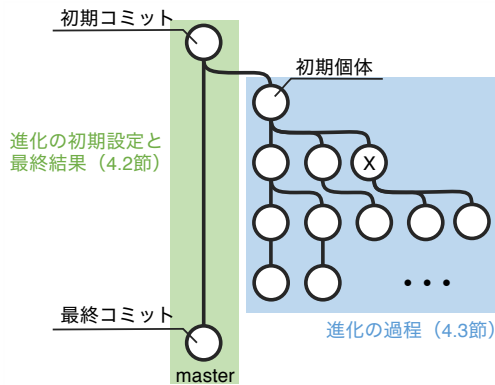 初期コミット
初期個体
進化の初期設定と
最終結果（4.2節）
X
• • •
最終コミット
進化の過程（4.3節）
master